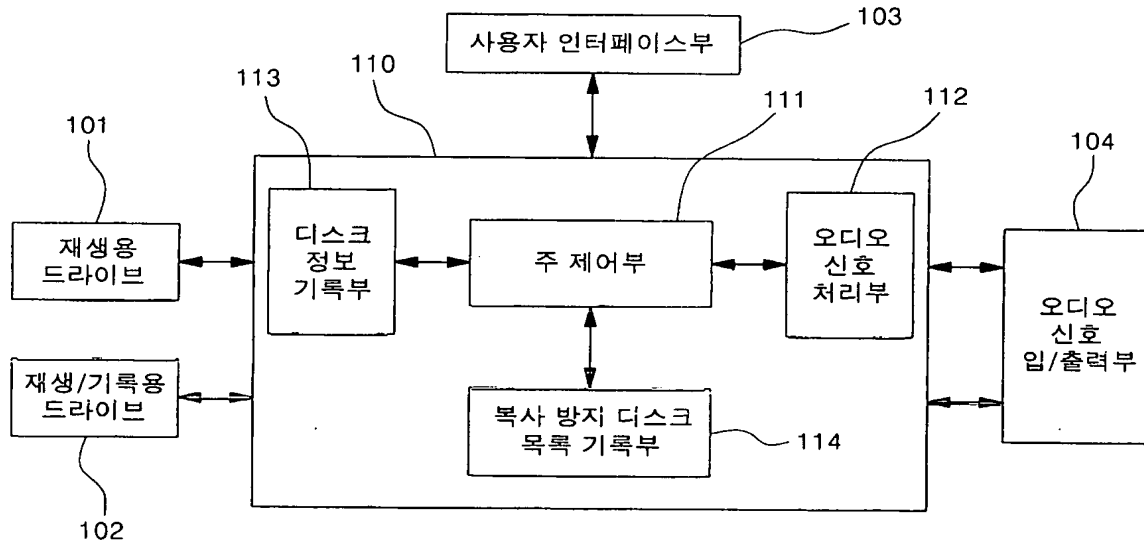 사용자 인터페이스부
103
110
113
111
112
101
104
재생용
드라이브
디스크
정보
기록부
주 제어부
오디오
신호
처리부
오디오
신호
입/출력부
재생/기록용
드라이브
복사 방지 디스크
목록 기록부
114
102